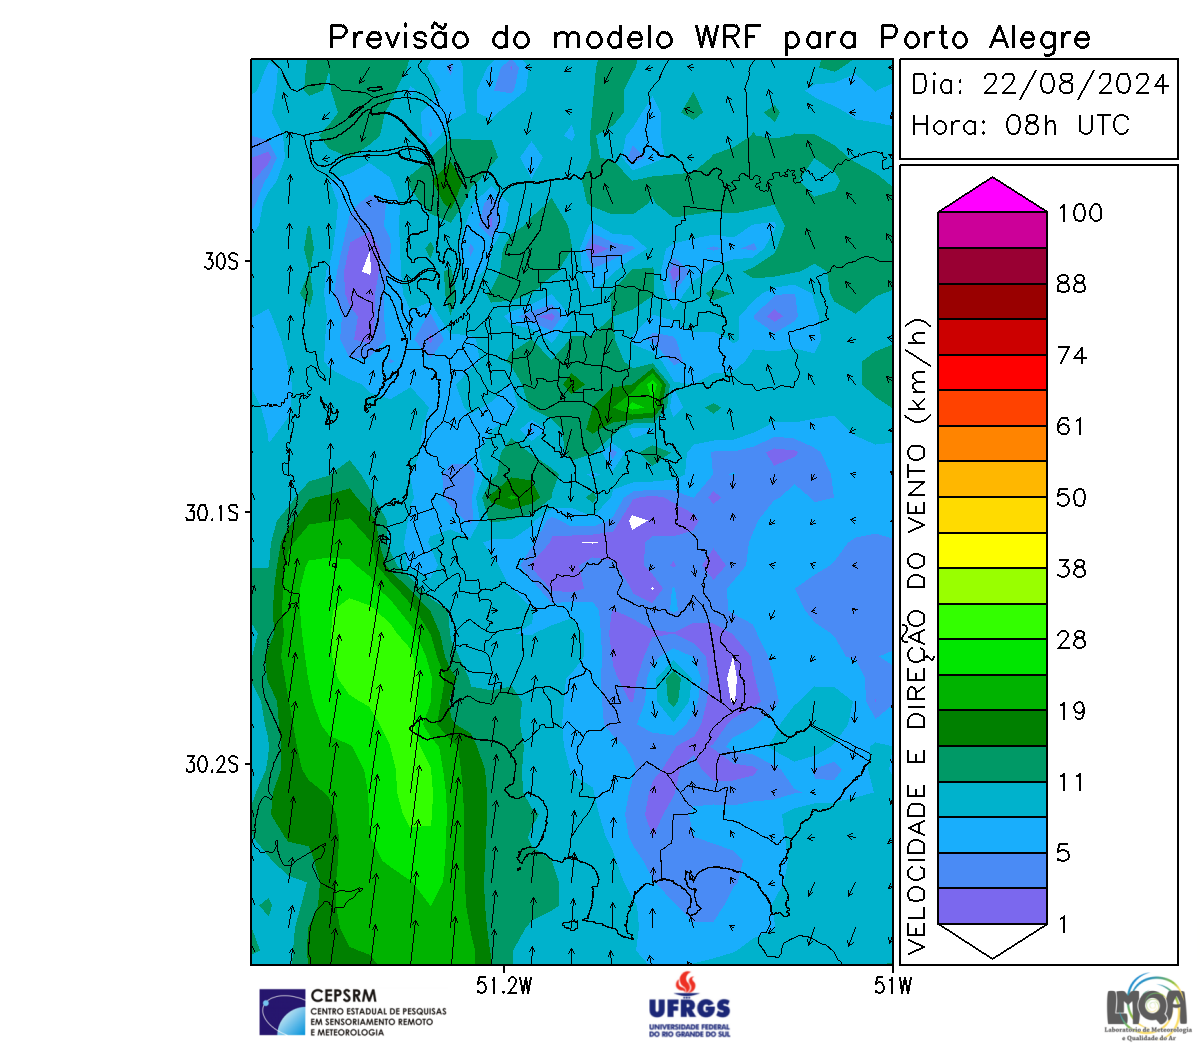 Previsão do modelo WRF para Porto Alegre
Dia: 22/08/2024
Hora: 08h UTC
30S
30.1S
30.2S
51.2W
51W
VELOCIDADE E DIREÇÃO DO VENTO (km/h)
100
88
74
61
50
38
28
19
11
5
1
CEPSRM
CENTRO ESTADUAL DE PESQUISAS
EM SENSORIAMENTO REMOTO
E METEOROLOGIA
UFRGS
UNIVERSIDADE FEDERAL
DO RIO GRANDE DO SUL
LMQA
Laboratório de Meteorologia
e Qualidade do Ar